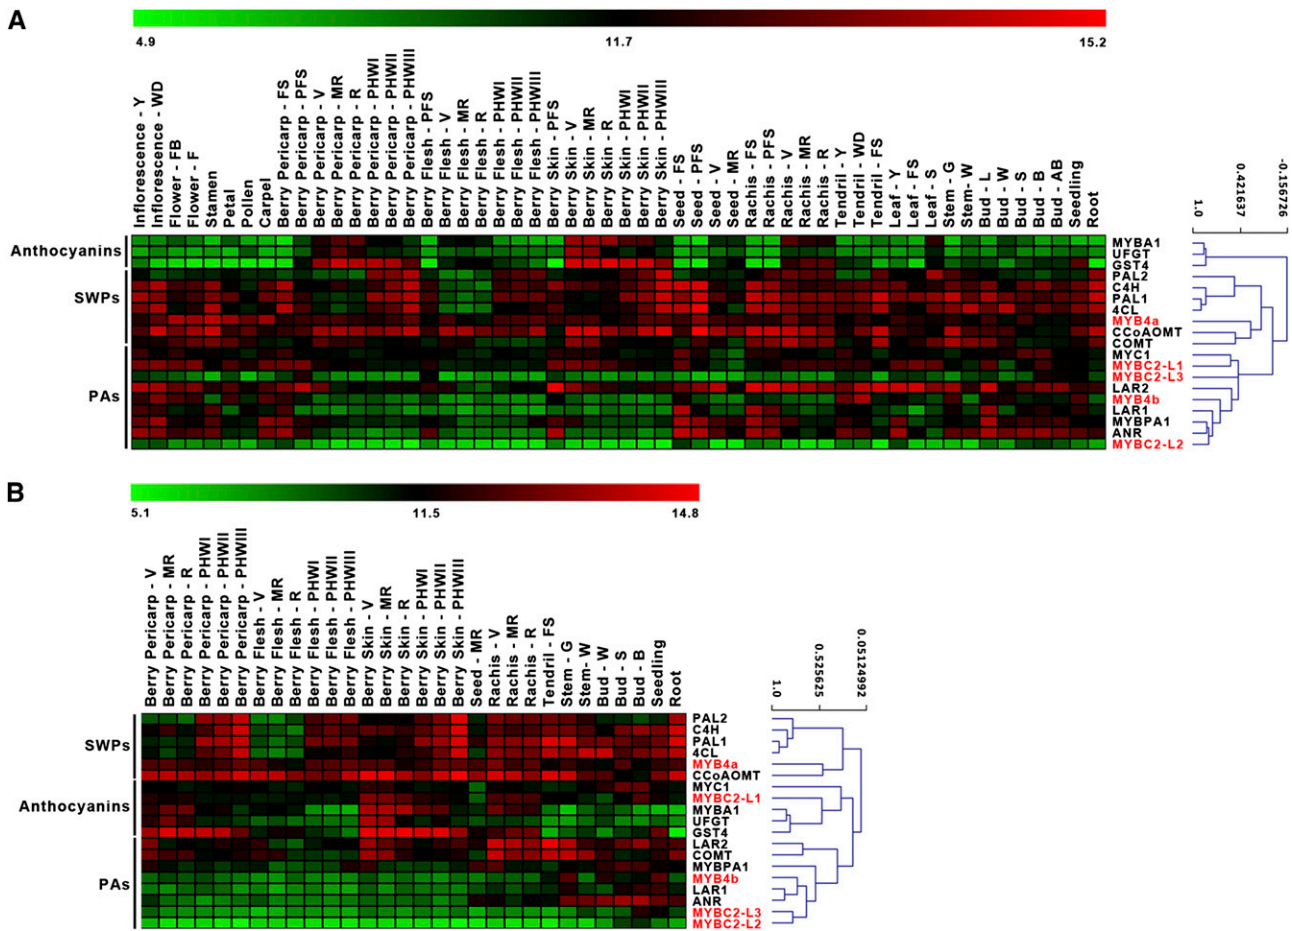 A
4.9 11.7 15.2
Inflorescence - Y
Inflorescence - WD
Flower - FB
Flower - F
Stamen
Petal
Pollen
Carpel
Berry Pericarp - FS
Berry Pericarp - PFS
Berry Pericarp - V
Berry Pericarp - MR
Berry Pericarp - R
Berry Pericarp - PHWI
Berry Pericarp - PHWII
Berry Pericarp - PHWIII
Berry Flesh - PFS
Berry Flesh - V
Berry Flesh - MR
Berry Flesh - R
Berry Flesh - PHWI
Berry Flesh - PHWII
Berry Flesh - PHWIII
Berry Skin - PFS
Berry Skin - V
Berry Skin - MR
Berry Skin - R
Berry Skin - PHWI
Berry Skin - PHWII
Berry Skin - PHWIII
Seed - FS
Seed - PFS
Seed - V
Seed - MR
Rachis - FS
Rachis - PFS
Rachis - V
Rachis - MR
Rachis - R
Tendril - Y
Tendril - WD
Tendril - FS
Leaf - Y
Leaf - FS
Leaf - S
Stem - G
Stem- W
Bud - L
Bud - W
Bud - S
Bud - B
Bud - AB
Seedling
Root
1.0
0.421637
-0.156726
Anthocyanins
SWPs
PAs
MYBA1
UFGT
GST4
PAL2
C4H
PAL1
4CL
MYB4a
CCoAOMT
COMT
MYC1
MYBC2-L1
MYBC2-L3
LAR2
MYB4b
LAR1
MYBPA1
ANR
MYBC2-L2
B
5.1 11.5 14.8
Berry Pericarp - V
Berry Pericarp - MR
Berry Pericarp - R
Berry Pericarp - PHWI
Berry Pericarp - PHWII
Berry Pericarp - PHWIII
Berry Flesh - V
Berry Flesh - MR
Berry Flesh - R
Berry Flesh - PHWI
Berry Flesh - PHWII
Berry Flesh - PHWIII
Berry Skin - V
Berry Skin - MR
Berry Skin - R
Berry Skin - PHWI
Berry Skin - PHWII
Berry Skin - PHWIII
Seed - MR
Rachis - V
Rachis - MR
Rachis - R
Tendril - FS
Stem - G
Stem- W
Bud - W
Bud - S
Bud - B
Seedling
Root
1.0
0.525625
0.05124992
SWPs
Anthocyanins
PAs
PAL2
C4H
PAL1
4CL
MYB4a
CCoAOMT
MYC1
MYBC2-L1
MYBA1
UFGT
GST4
LAR2
COMT
MYBPA1
MYB4b
LAR1
ANR
MYBC2-L3
MYBC2-L2